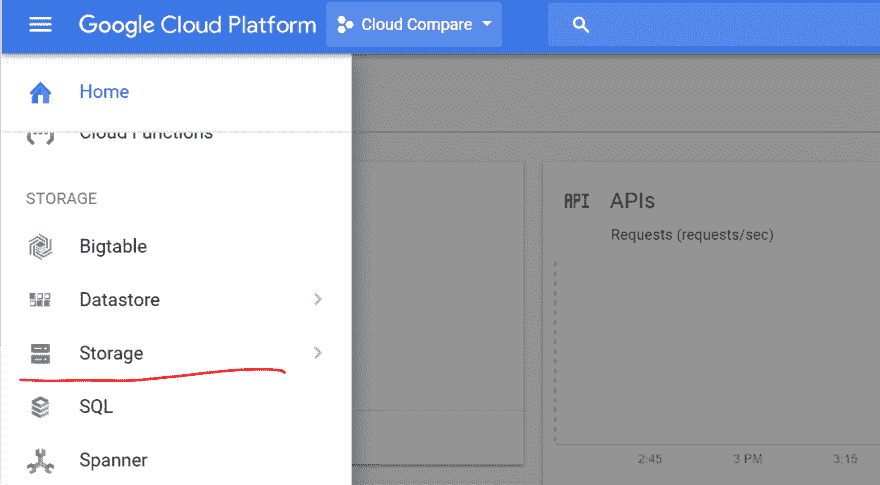 Google Cloud Platform
Cloud Compare
Home
Cloud Functions
STORAGE
Bigtable
Datastore
Storage
SQL
Spanner
API APIs
Requests (requests/sec)
2:45 3 PM 3:15